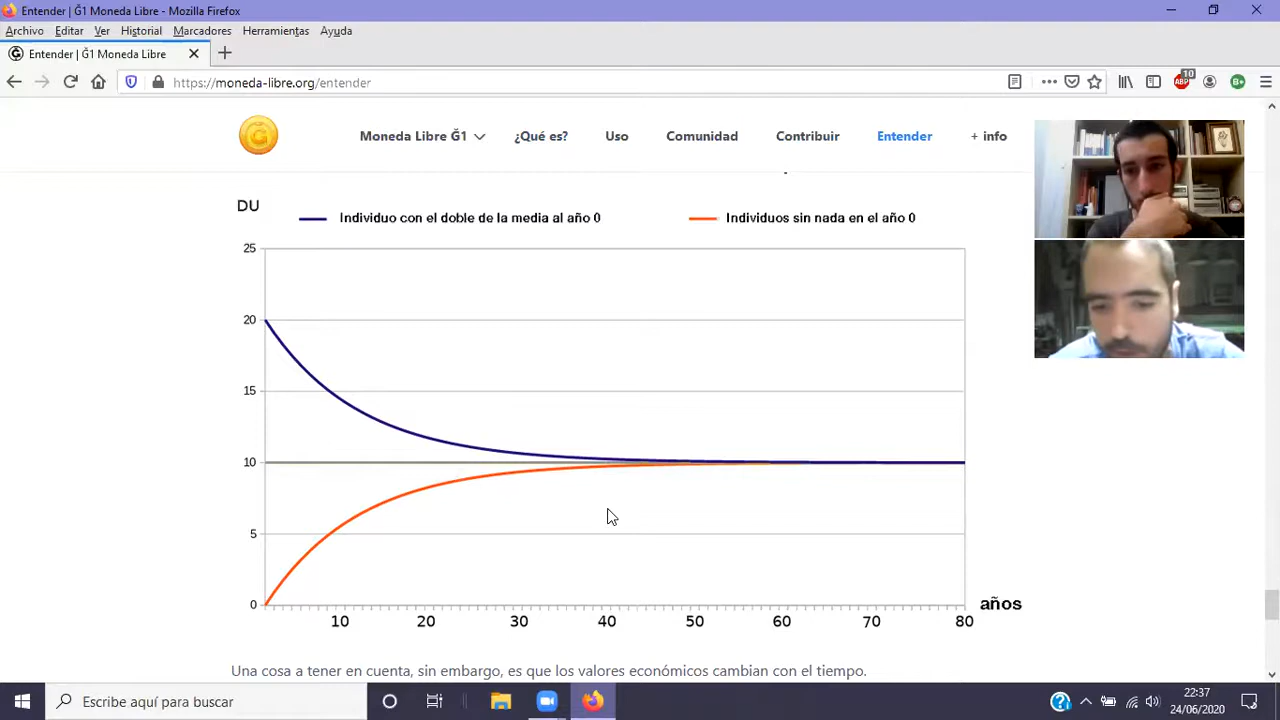 Entender | Ğ1 Moneda Libre - Mozilla Firefox
Archivo Editar Ver Historial Marcadores Herramientas Ayuda
Entender | Ğ1 Moneda Libre
https://moneda-libre.org/entender
10
Moneda Libre Ğ1 ¿Qué es? Uso Comunidad Contribuir Entender + info
DU
Individuo con el doble de la media al año 0 Individuos sin nada en el año 0
25
20
15
10
5
0
años
10 20 30 40 50 60 70 80
Una cosa a tener en cuenta, sin embargo, es que los valores económicos cambian con el tiempo.
Escribe aquí para buscar
22:37
24/06/2020